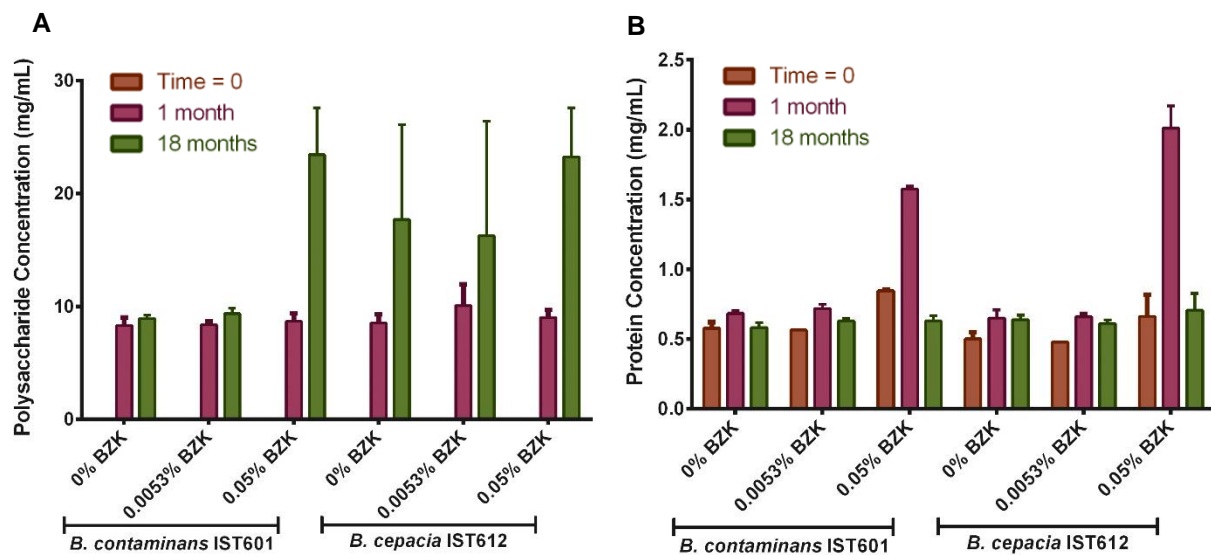 A
Polysaccharide Concentration (mg/mL)
30
20
10
0
Time = 0
1 month
18 months
0% BZK
0.0053% BZK
0.05% BZK
0% BZK
0.0053% BZK
0.05% BZK
B. contaminans IST601
B. cepacia IST612
B
Protein Concentration (mg/mL)
2.5
2.0
1.5
1.0
0.5
0.0
Time = 0
1 month
18 months
0% BZK
0.0053% BZK
0.05% BZK
0% BZK
0.0053% BZK
0.05% BZK
B. contaminans IST601
B. cepacia IST612